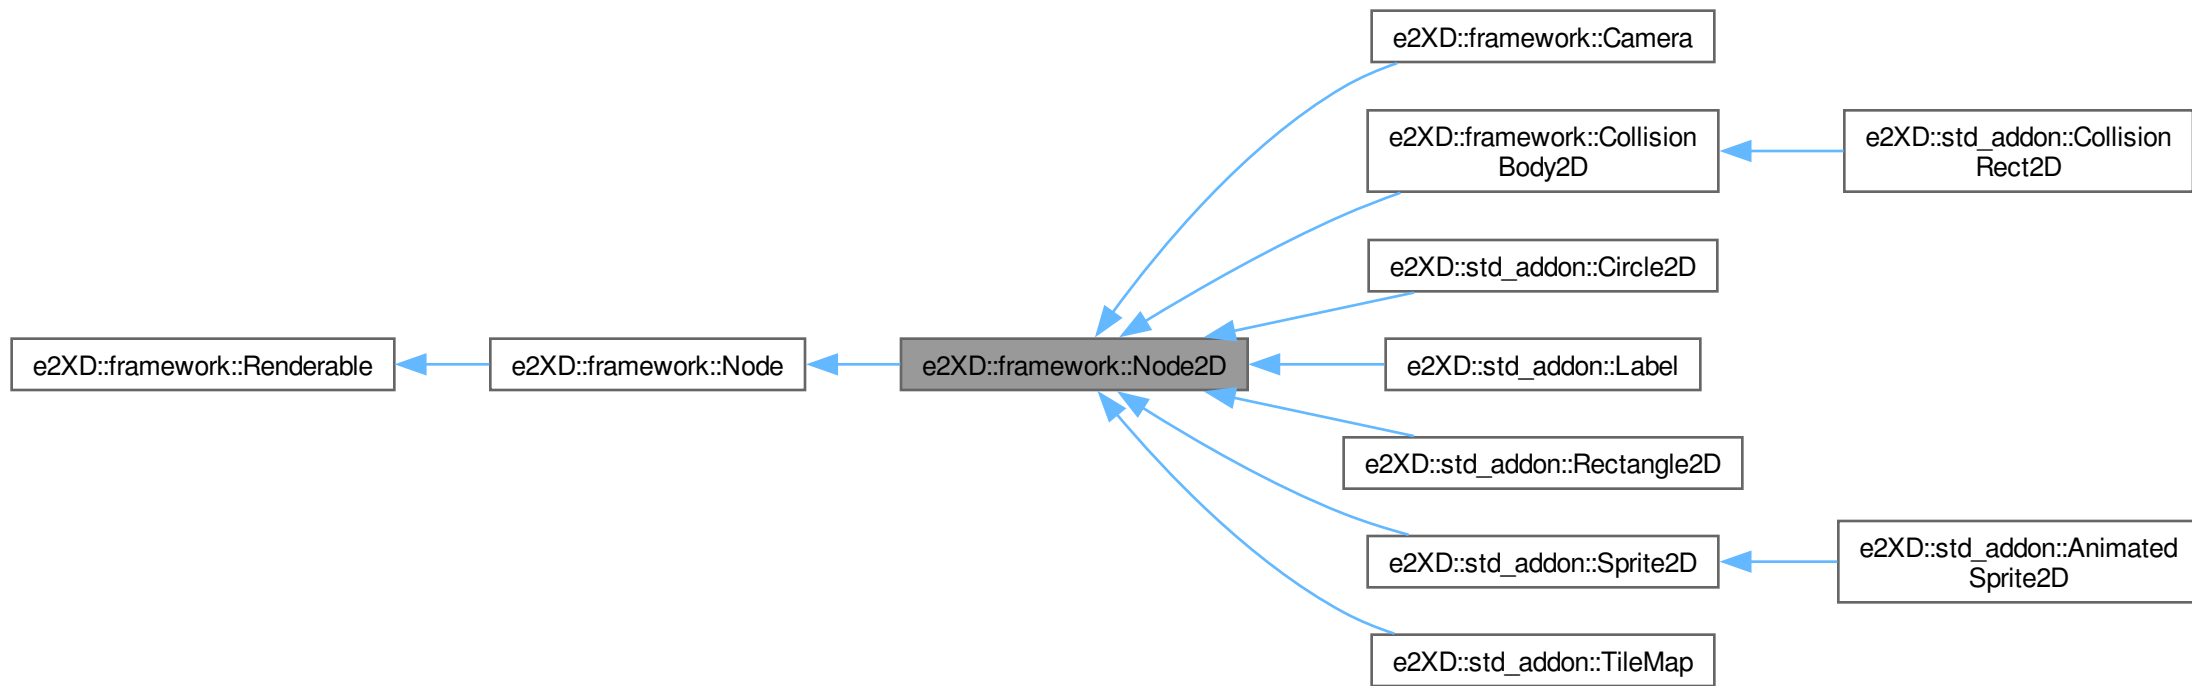 e2XD::framework::Camera
e2XD::framework::Collision
Body2D
e2XD::std_addon::Collision
Rect2D
e2XD::std_addon::Circle2D
e2XD::framework::Renderable
e2XD::framework::Node
e2XD::framework::Node2D
e2XD::std_addon::Label
e2XD::std_addon::Rectangle2D
e2XD::std_addon::Sprite2D
e2XD::std_addon::Animated
Sprite2D
e2XD::std_addon::TileMap